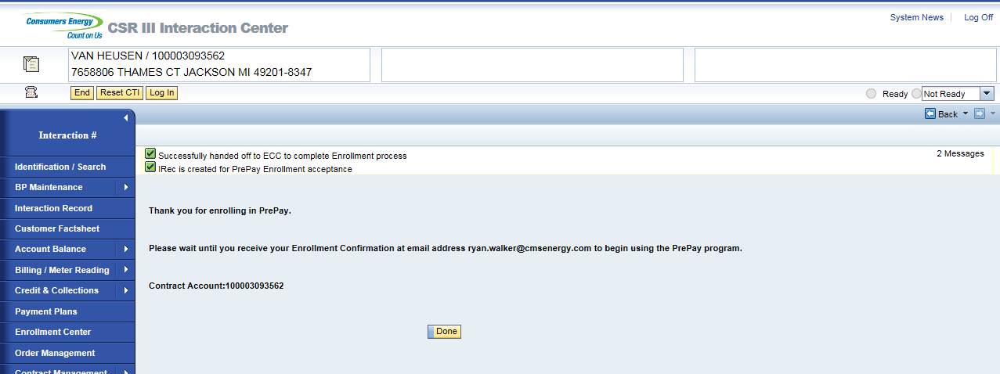 Consumers Energy
Count on Us
CSR III Interaction Center
System News
Log Off
VAN HEUSEN / 100003093562
7658806 THAMES CT JACKSON MI 49201-8347
End
Reset CTI
Log In
Ready
Not Ready
Back
Interaction #
Identification / Search
BP Maintenance
Interaction Record
Customer Factsheet
Account Balance
Billing / Meter Reading
Credit & Collections
Payment Plans
Enrollment Center
Order Management
Contract Management
Successfully handed off to ECC to complete Enrollment process
2 Messages
IRec is created for PrePay Enrollment acceptance
Thank you for enrolling in PrePay.
Please wait until you receive your Enrollment Confirmation at email address ryan.walker@cmsenergy.com to begin using the PrePay program.
Contract Account:100003093562
Done